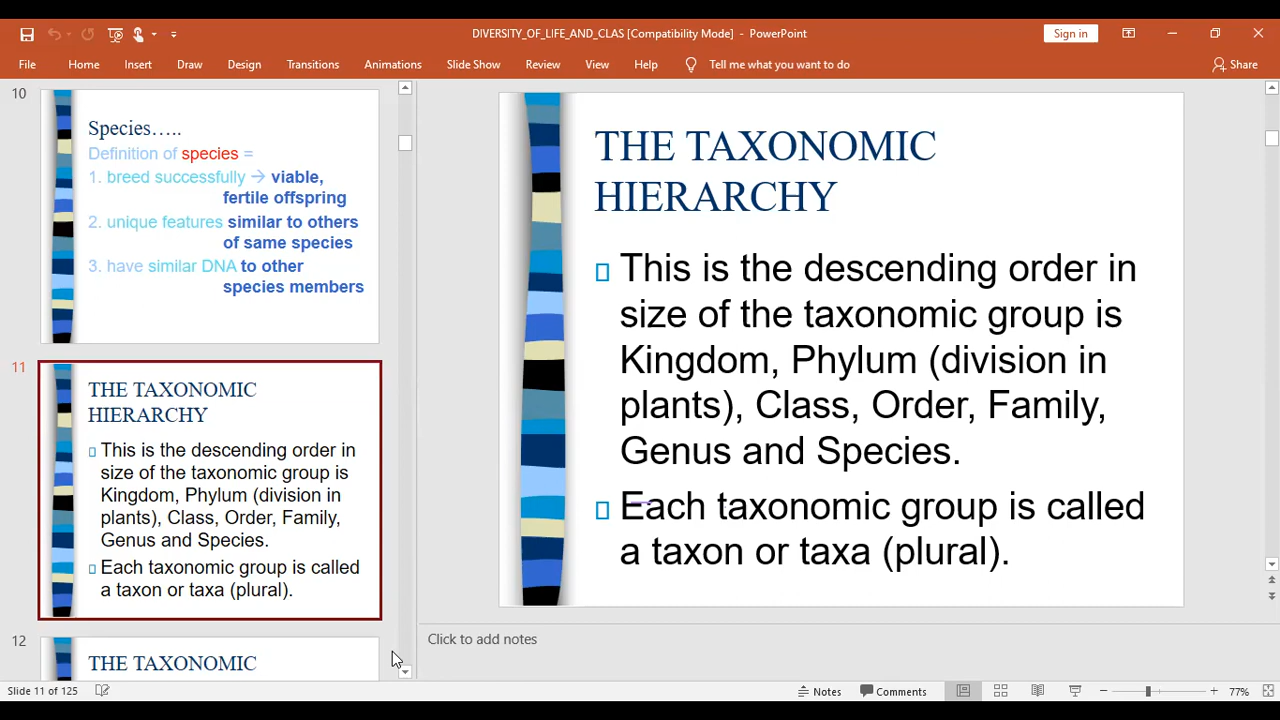 DIVERSITY_OF_LIFE_AND_CLAS [Compatibility Mode] - PowerPoint
Sign in
File Home Insert Draw Design Transitions Animations Slide Show Review View Help Tell me what you want to do Share
10
Species…..
Definition of species =
1. breed successfully → viable,
fertile offspring
2. unique features similar to others
of same species
3. have similar DNA to other
species members
11
THE TAXONOMIC
HIERARCHY
This is the descending order in
size of the taxonomic group is
Kingdom, Phylum (division in
plants), Class, Order, Family,
Genus and Species.
Each taxonomic group is called
a taxon or taxa (plural).
12
THE TAXONOMIC
THE TAXONOMIC
HIERARCHY
This is the descending order in
size of the taxonomic group is
Kingdom, Phylum (division in
plants), Class, Order, Family,
Genus and Species.
Each taxonomic group is called
a taxon or taxa (plural).
Click to add notes
Slide 11 of 125 Notes Comments 77%